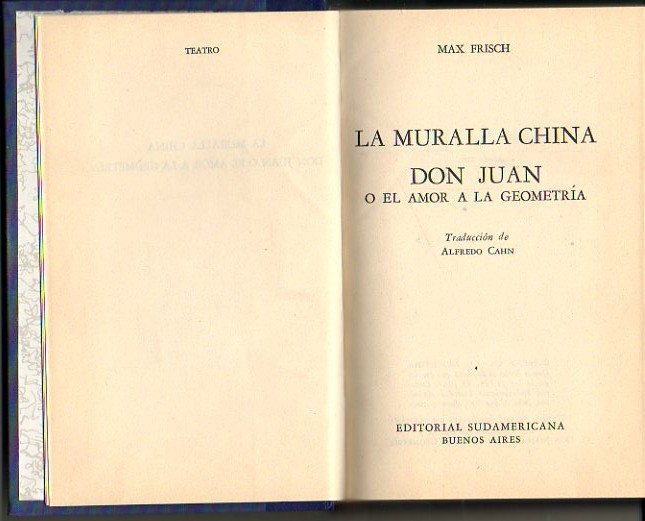 TEATRO
MAX FRISCH
LA MURALLA CHINA
DON JUAN
O EL AMOR A LA GEOMETRÍA
Traducción de
ALFREDO CAHN
EDITORIAL SUDAMERICANA
BUENOS AIRES